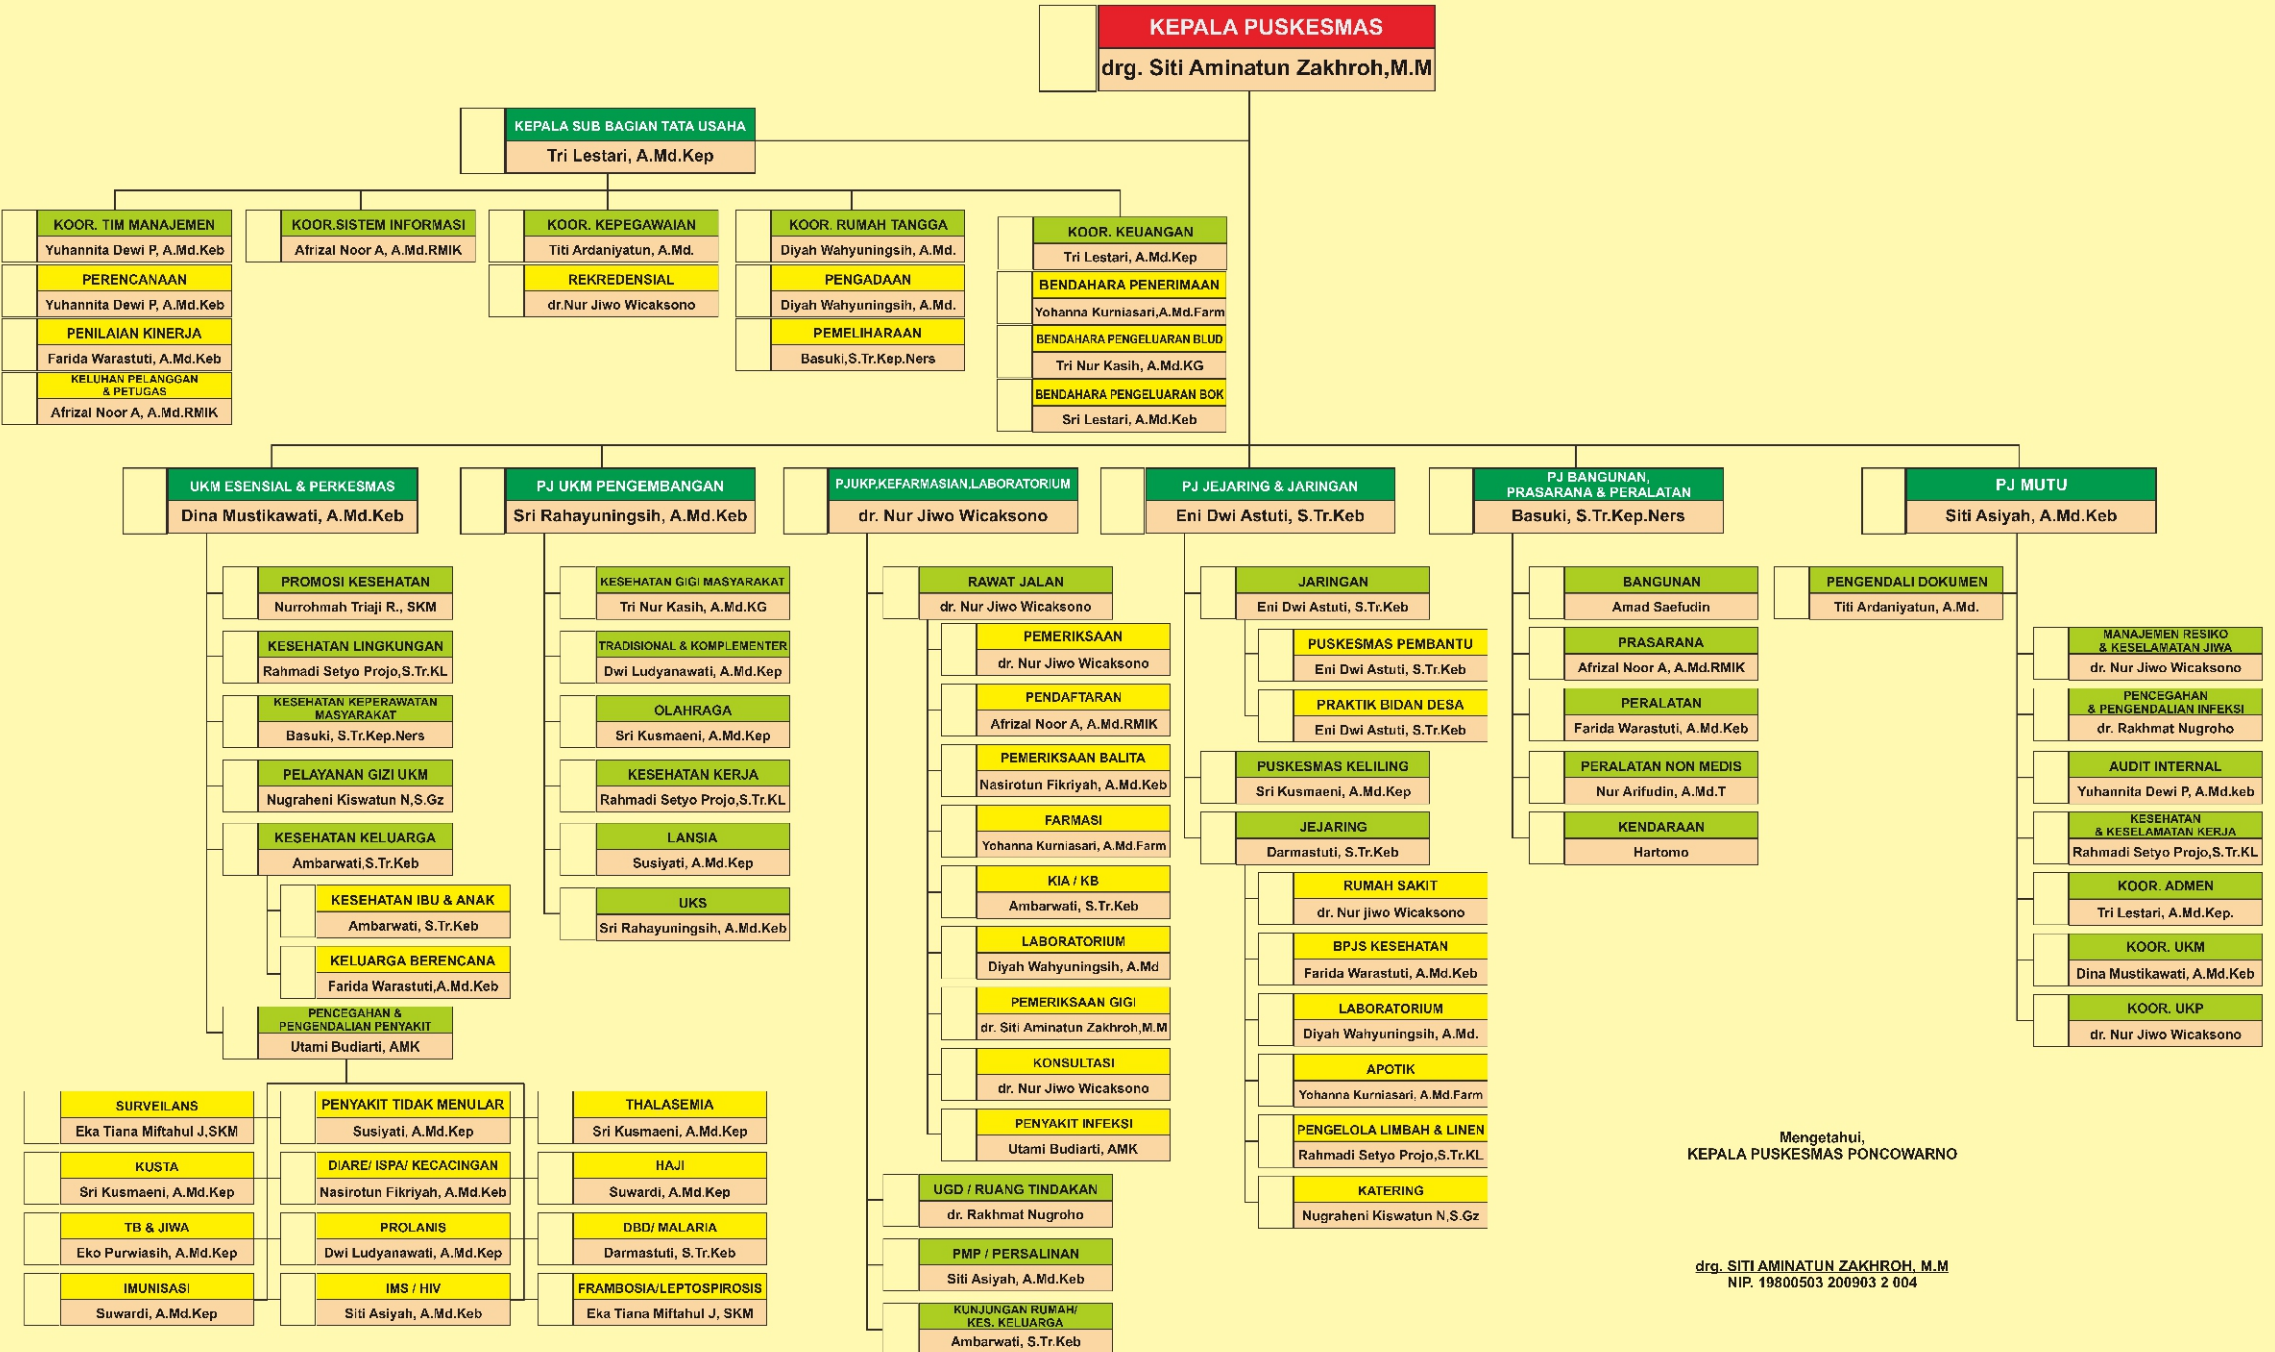 KEPALA PUSKESMAS
drg. Siti Aminatun Zakhroh,M.M
KEPALA SUB BAGIAN TATA USAHA
Tri Lestari, A.Md.Kep
KOOR. TIM MANAJEMEN
Yuhannita Dewi P, A.Md.Keb
PERENCANAAN
Yuhannita Dewi P, A.Md.Keb
PENILAIAN KINERJA
Farida Warastuti, A.Md.Keb
KELUHAN PELANGGAN
& PETUGAS
Afrizal Noor A, A.Md.RMIK
KOOR.SISTEM INFORMASI
Afrizal Noor A, A.Md.RMIK
KOOR. KEPEGAWAIAN
Titi Ardaniyatun, A.Md.
REKREDENSIAL
dr.Nur Jiwo Wicaksono
KOOR. RUMAH TANGGA
Diyah Wahyuningsih, A.Md.
PENGADAAN
Diyah Wahyuningsih, A.Md.
PEMELIHARAAN
Basuki,S.Tr.Kep.Ners
KOOR. KEUANGAN
Tri Lestari, A.Md.Kep
BENDAHARA PENERIMAAN
Yohanna Kurniasari,A.Md.Farm
BENDAHARA PENGELUARAN BLUD
Tri Nur Kasih, A.Md.KG
BENDAHARA PENGELUARAN BOK
Sri Lestari, A.Md.Keb
UKM ESENSIAL & PERKESMAS
Dina Mustikawati, A.Md.Keb
PROMOSI KESEHATAN
Nurrohmah Triaji R., SKM
KESEHATAN LINGKUNGAN
Rahmadi Setyo Projo,S.Tr.KL
KESEHATAN KEPERAWATAN
MASYARAKAT
Basuki, S.Tr.Kep.Ners
PELAYANAN GIZI UKM
Nugraheni Kiswatun N,S.Gz
KESEHATAN KELUARGA
Ambarwati,S.Tr.Keb
KESEHATAN IBU & ANAK
Ambarwati, S.Tr.Keb
KELUARGA BERENCANA
Farida Warastuti,A.Md.Keb
PENCEGAHAN &
PENGENDALIAN PENYAKIT
Utami Budiarti, AMK
SURVEILANS
Eka Tiana Miftahul J,SKM
KUSTA
Sri Kusmaeni, A.Md.Kep
TB & JIWA
Eko Purwiasih, A.Md.Kep
IMUNISASI
Suwardi, A.Md.Kep
PENYAKIT TIDAK MENULAR
Susiyati, A.Md.Kep
DIARE/ ISPA/ KECACINGAN
Nasirotun Fikriyah, A.Md.Keb
PROLANIS
Dwi Ludyanawati, A.Md.Kep
IMS / HIV
Siti Asiyah, A.Md.Keb
THALASEMIA
Sri Kusmaeni, A.Md.Kep
HAJI
Suwardi, A.Md.Kep
DBD/ MALARIA
Darmastuti, S.Tr.Keb
FRAMBOSIA/LEPTOSPIROSIS
Eka Tiana Miftahul J, SKM
PJ UKM PENGEMBANGAN
Sri Rahayuningsih, A.Md.Keb
KESEHATAN GIGI MASYARAKAT
Tri Nur Kasih, A.Md.KG
TRADISIONAL & KOMPLEMENTER
Dwi Ludyanawati, A.Md.Kep
OLAHRAGA
Sri Kusmaeni, A.Md.Kep
KESEHATAN KERJA
Rahmadi Setyo Projo,S.Tr.KL
LANSIA
Susiyati, A.Md.Kep
UKS
Sri Rahayuningsih, A.Md.Keb
PJUKP,KEFARMASIAN,LABORATORIUM
dr. Nur Jiwo Wicaksono
RAWAT JALAN
dr. Nur Jiwo Wicaksono
PEMERIKSAAN
dr. Nur Jiwo Wicaksono
PENDAFTARAN
Afrizal Noor A, A.Md.RMIK
PEMERIKSAAN BALITA
Nasirotun Fikriyah, A.Md.Keb
FARMASI
Yohanna Kurniasari, A.Md.Farm
KIA / KB
Ambarwati, S.Tr.Keb
LABORATORIUM
Diyah Wahyuningsih, A.Md
PEMERIKSAAN GIGI
dr. Siti Aminatun Zakhroh,M.M
KONSULTASI
dr. Nur Jiwo Wicaksono
PENYAKIT INFEKSI
Utami Budiarti, AMK
UGD / RUANG TINDAKAN
dr. Rakhmat Nugroho
PMP / PERSALINAN
Siti Asiyah, A.Md.Keb
KUNJUNGAN RUMAH/
KES. KELUARGA
Ambarwati, S.Tr.Keb
PJ JEJARING & JARINGAN
Eni Dwi Astuti, S.Tr.Keb
JARINGAN
Eni Dwi Astuti, S.Tr.Keb
PUSKESMAS PEMBANTU
Eni Dwi Astuti, S.Tr.Keb
PRAKTIK BIDAN DESA
Eni Dwi Astuti, S.Tr.Keb
PUSKESMAS KELILING
Sri Kusmaeni, A.Md.Kep
JEJARING
Darmastuti, S.Tr.Keb
RUMAH SAKIT
dr. Nur jiwo Wicaksono
BPJS KESEHATAN
Farida Warastuti, A.Md.Keb
LABORATORIUM
Diyah Wahyuningsih, A.Md.
APOTIK
Yohanna Kurniasari, A.Md.Farm
PENGELOLA LIMBAH & LINEN
Rahmadi Setyo Projo,S.Tr.KL
KATERING
Nugraheni Kiswatun N,S.Gz
PJ BANGUNAN,
PRASARANA & PERALATAN
Basuki, S.Tr.Kep.Ners
BANGUNAN
Amad Saefudin
PRASARANA
Afrizal Noor A, A.Md.RMIK
PERALATAN
Farida Warastuti, A.Md.Keb
PERALATAN NON MEDIS
Nur Arifudin, A.Md.T
KENDARAAN
Hartomo
PJ MUTU
Siti Asiyah, A.Md.Keb
PENGENDALI DOKUMEN
Titi Ardaniyatun, A.Md.
MANAJEMEN RESIKO
& KESELAMATAN JIWA
dr. Nur Jiwo Wicaksono
PENCEGAHAN
& PENGENDALIAN INFEKSI
dr. Rakhmat Nugroho
AUDIT INTERNAL
Yuhannita Dewi P, A.Md.keb
KESEHATAN
& KESELAMATAN KERJA
Rahmadi Setyo Projo,S.Tr.KL
KOOR. ADMEN
Tri Lestari, A.Md.Kep.
KOOR. UKM
Dina Mustikawati, A.Md.Keb
KOOR. UKP
dr. Nur Jiwo Wicaksono
Mengetahui,
KEPALA PUSKESMAS PONCOWARNO
drg. SITI AMINATUN ZAKHROH, M.M
NIP. 19800503 200903 2 004